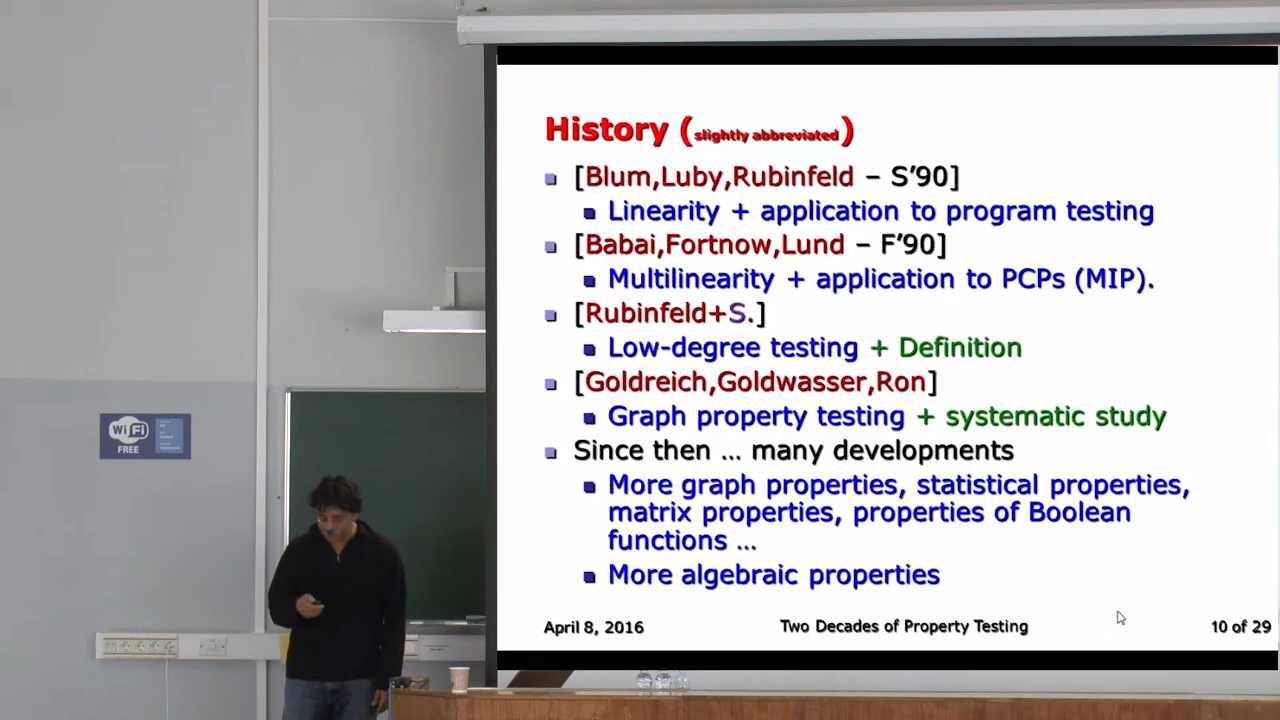 History (slightly abbreviated)
[Blum,Luby,Rubinfeld – S’90]
Linearity + application to program testing
[Babai,Fortnow,Lund – F’90]
Multilinearity + application to PCPs (MIP).
[Rubinfeld+S.]
Low-degree testing + Definition
[Goldreich,Goldwasser,Ron]
Graph property testing + systematic study
Since then … many developments
More graph properties, statistical properties,
matrix properties, properties of Boolean
functions …
More algebraic properties
April 8, 2016 Two Decades of Property Testing 10 of 29
WiFi
FREE